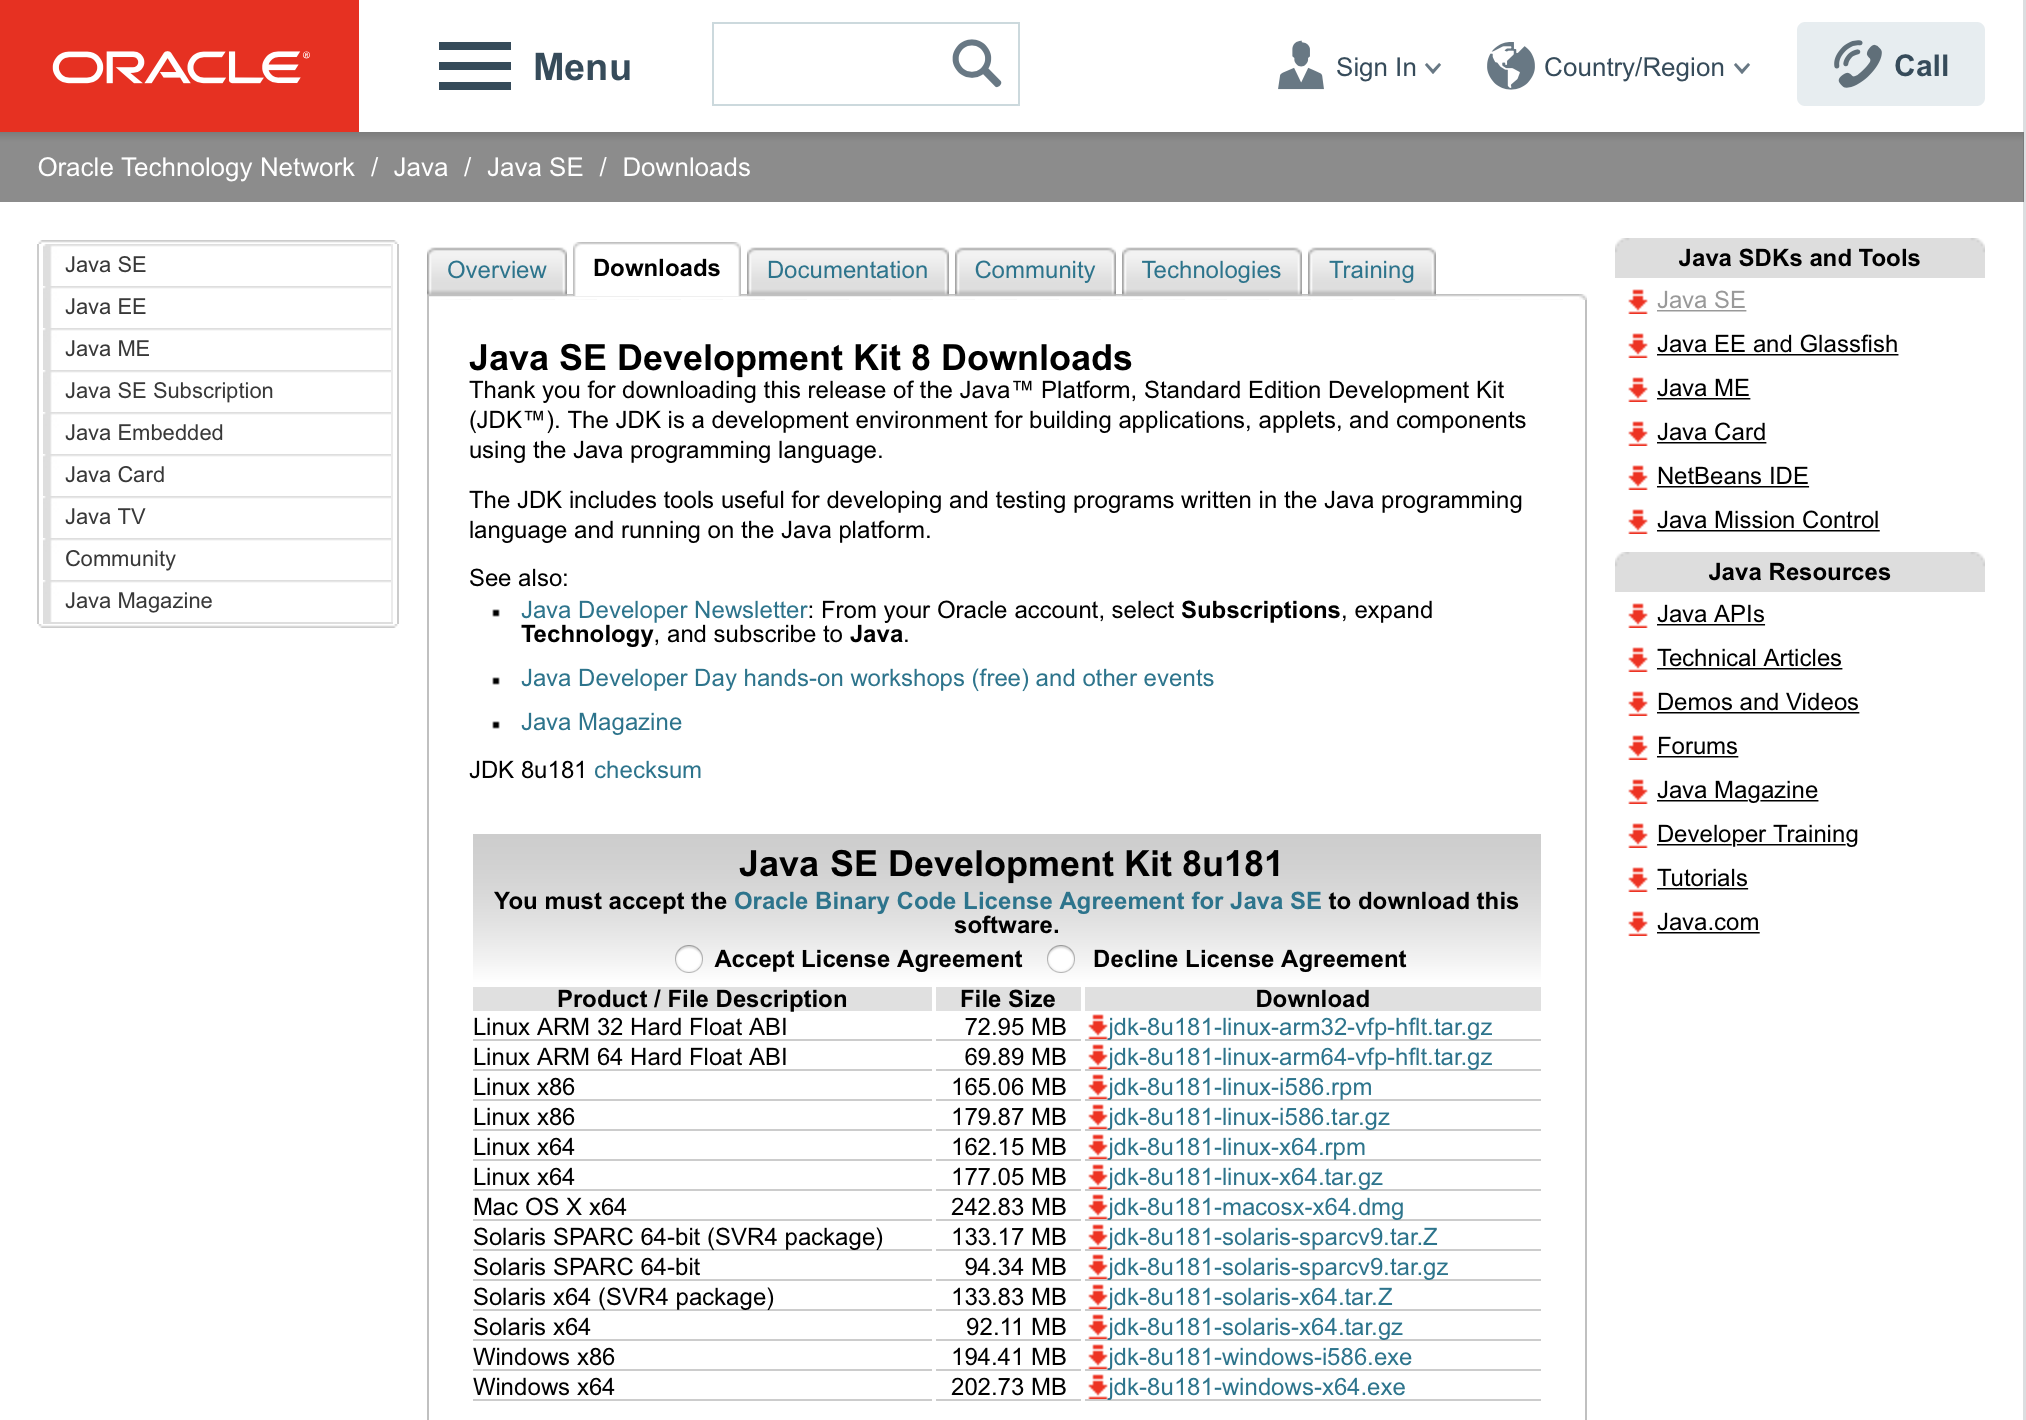 ORACLE®
Menu
Sign In
Country/Region
Call
Oracle Technology Network / Java / Java SE / Downloads
Java SE
Java EE
Java ME
Java SE Subscription
Java Embedded
Java Card
Java TV
Community
Java Magazine
Overview
Downloads
Documentation
Community
Technologies
Training
Java SE Development Kit 8 Downloads
Thank you for downloading this release of the Java™ Platform, Standard Edition Development Kit
(JDK™). The JDK is a development environment for building applications, applets, and components
using the Java programming language.
The JDK includes tools useful for developing and testing programs written in the Java programming
language and running on the Java platform.
See also:
Java Developer Newsletter: From your Oracle account, select Subscriptions, expand
Technology, and subscribe to Java.
Java Developer Day hands-on workshops (free) and other events
Java Magazine
JDK 8u181 checksum
Java SE Development Kit 8u181
You must accept the Oracle Binary Code License Agreement for Java SE to download this
software.
Accept License Agreement Decline License Agreement
Product / File Description File Size Download
Linux ARM 32 Hard Float ABI 72.95 MB jdk-8u181-linux-arm32-vfp-hflt.tar.gz
Linux ARM 64 Hard Float ABI 69.89 MB jdk-8u181-linux-arm64-vfp-hflt.tar.gz
Linux x86 165.06 MB jdk-8u181-linux-i586.rpm
Linux x86 179.87 MB jdk-8u181-linux-i586.tar.gz
Linux x64 162.15 MB jdk-8u181-linux-x64.rpm
Linux x64 177.05 MB jdk-8u181-linux-x64.tar.gz
Mac OS X x64 242.83 MB jdk-8u181-macosx-x64.dmg
Solaris SPARC 64-bit (SVR4 package) 133.17 MB jdk-8u181-solaris-sparcv9.tar.Z
Solaris SPARC 64-bit 94.34 MB jdk-8u181-solaris-sparcv9.tar.gz
Solaris x64 (SVR4 package) 133.83 MB jdk-8u181-solaris-x64.tar.Z
Solaris x64 92.11 MB jdk-8u181-solaris-x64.tar.gz
Windows x86 194.41 MB jdk-8u181-windows-i586.exe
Windows x64 202.73 MB jdk-8u181-windows-x64.exe
Java SDKs and Tools
Java SE
Java EE and Glassfish
Java ME
Java Card
NetBeans IDE
Java Mission Control
Java Resources
Java APIs
Technical Articles
Demos and Videos
Forums
Java Magazine
Developer Training
Tutorials
Java.com